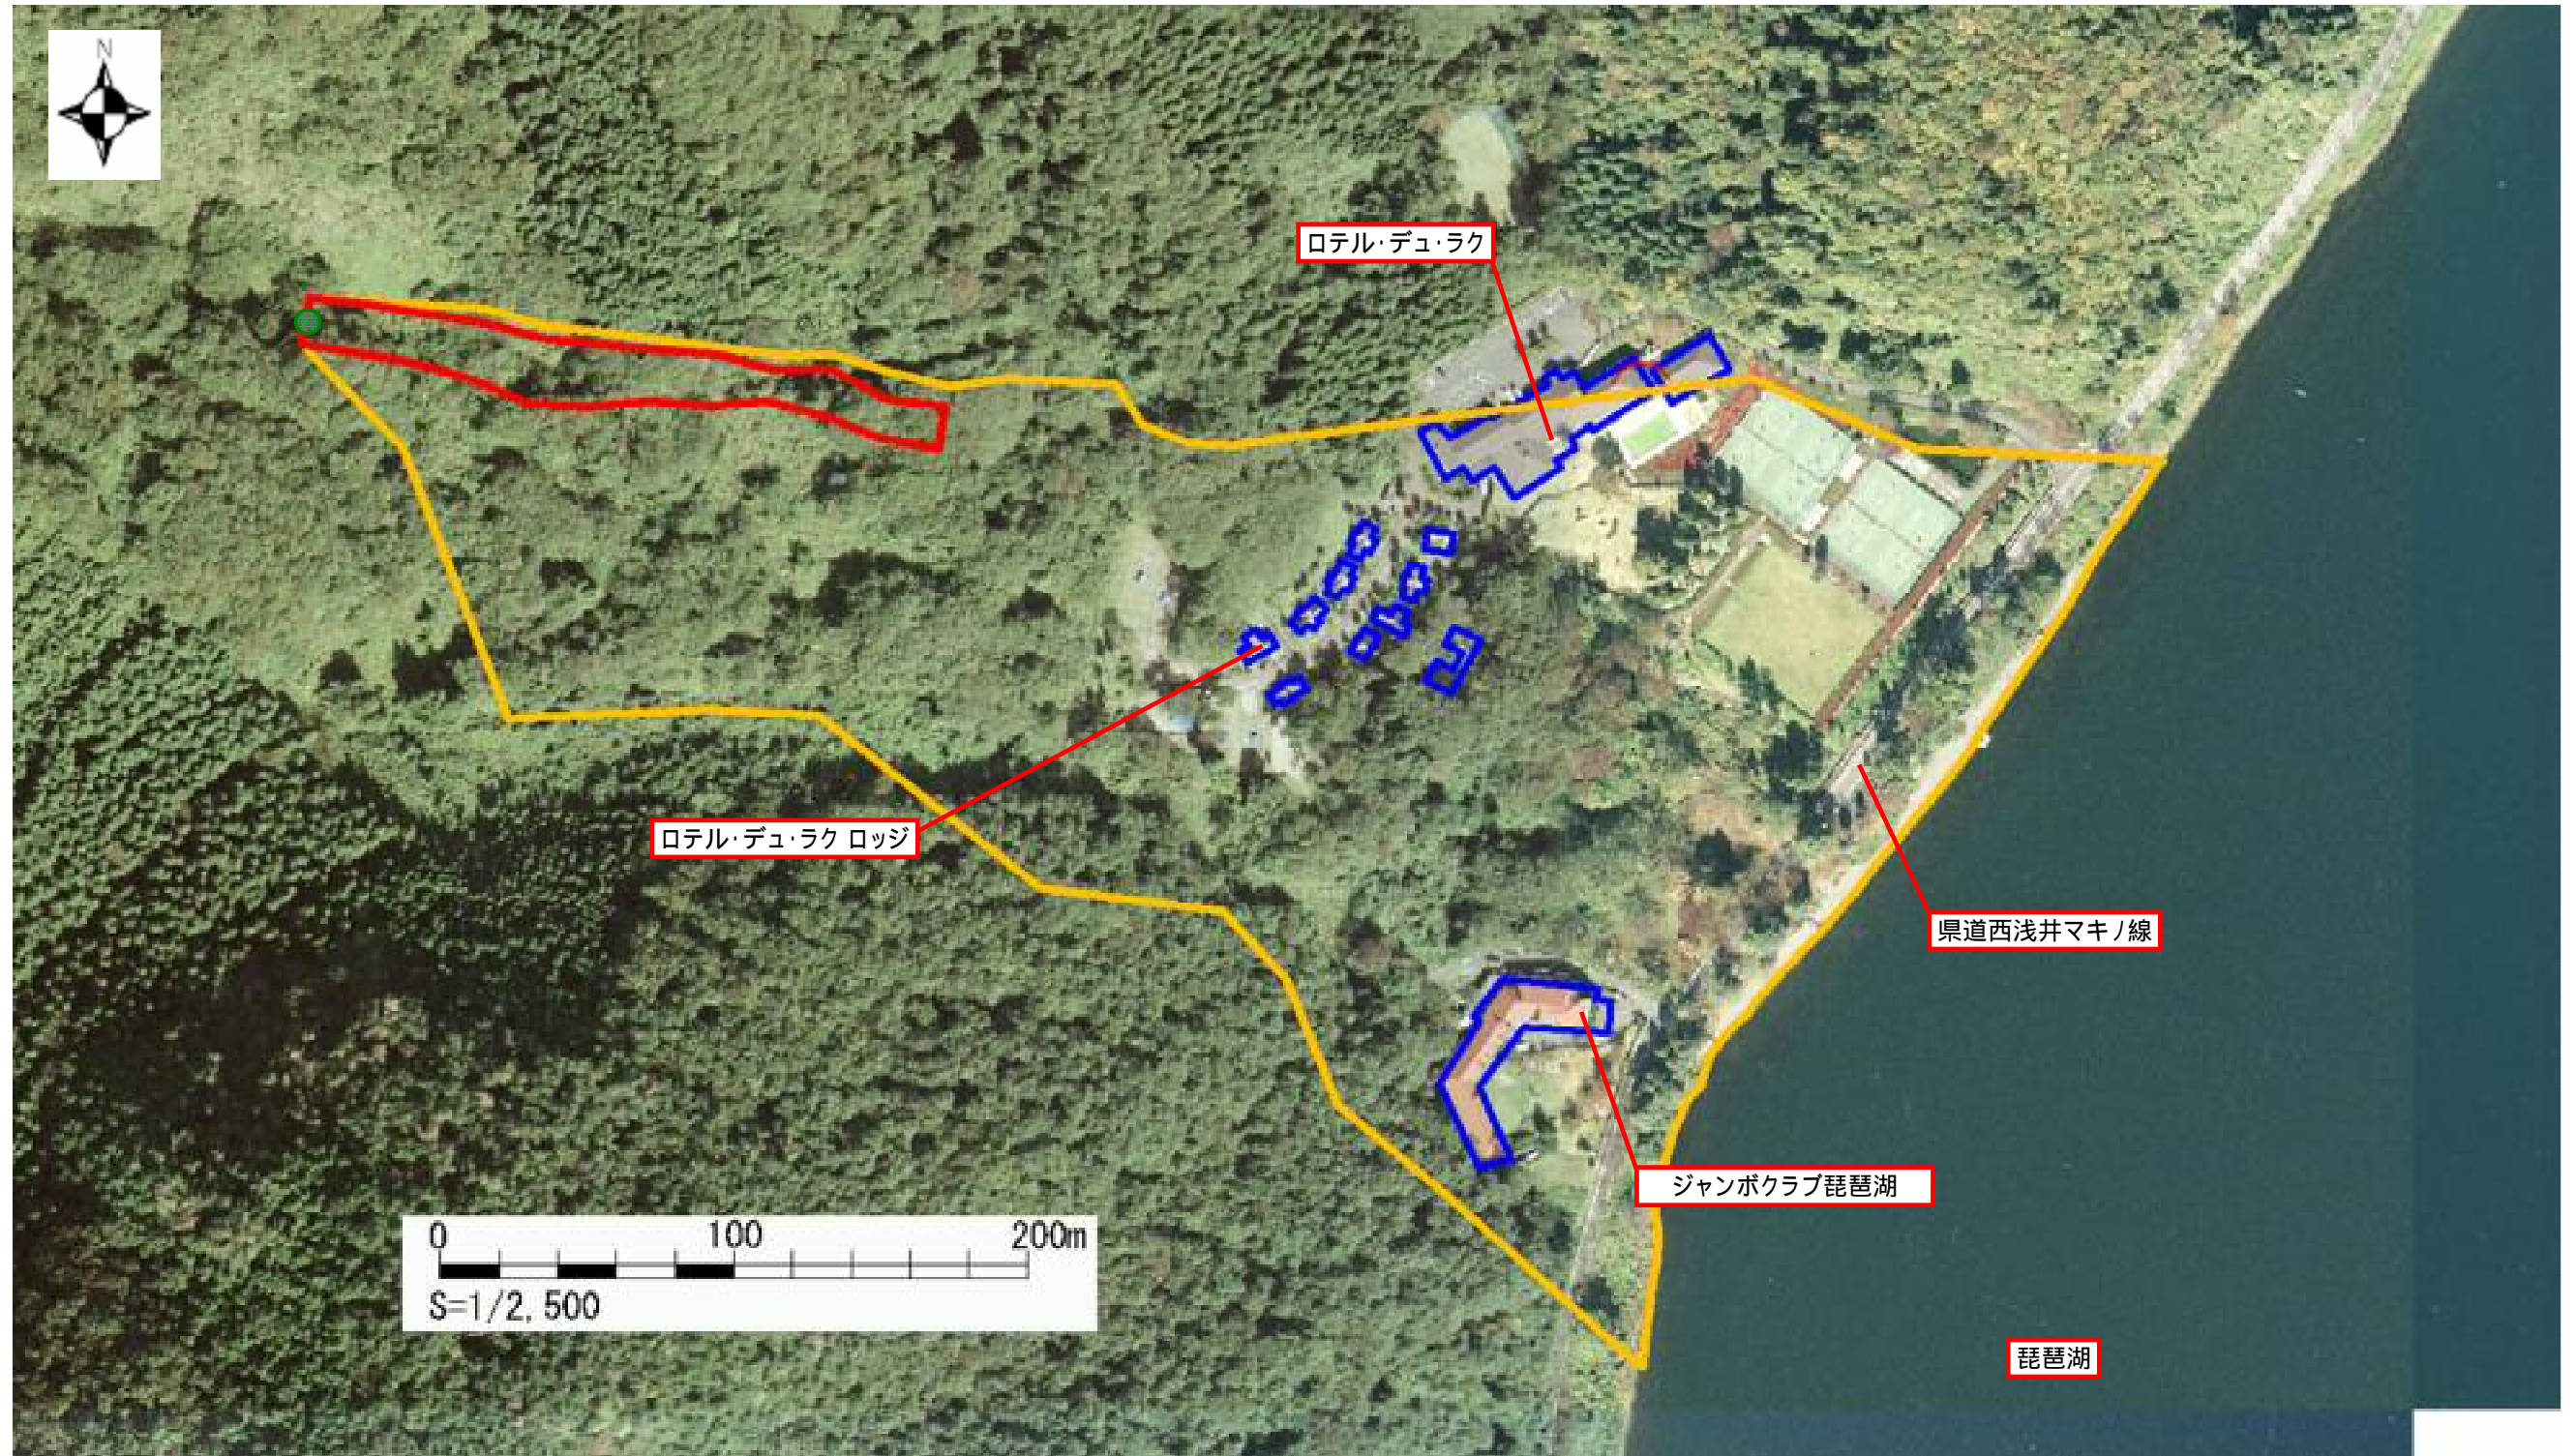 N
ロテル・デュ・ラク
ロテル・デュ・ラク ロッジ
県道西浅井マキノ線
ジャンボクラブ琵琶湖
0 100 200m
S=1/2,500
琵琶湖